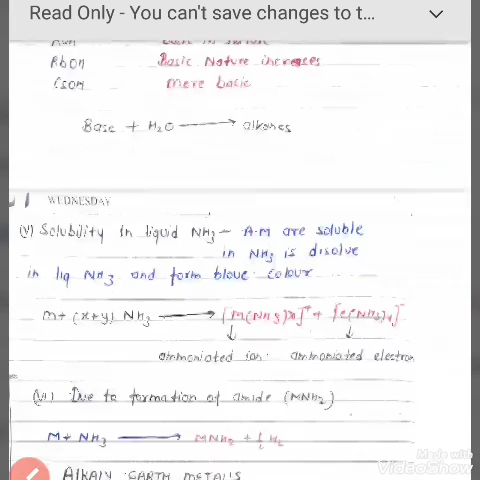 Read Only - You can't save changes to t...
RbOH Basic Nature increases
CsOH more basic
Base + H₂O ⟶ alkanes
WEDNESDAY
(V) Solubility in liquid NH₃ – A.M are soluble
in NH₃ is disolve
in liq NH₃ and form bloue colour
M + (x+y) NH₃ ⟶ [M(NH₃)x]⁺ + [e(NH₃)y]⁻
ammoniated ion. ammoniated electron
(VI) Due to formation of amide (MNH₂)
M + NH₃ ⟶ MNH₂ + ½ H₂
ALKALY EARTH METALS
Made with
VideoShow